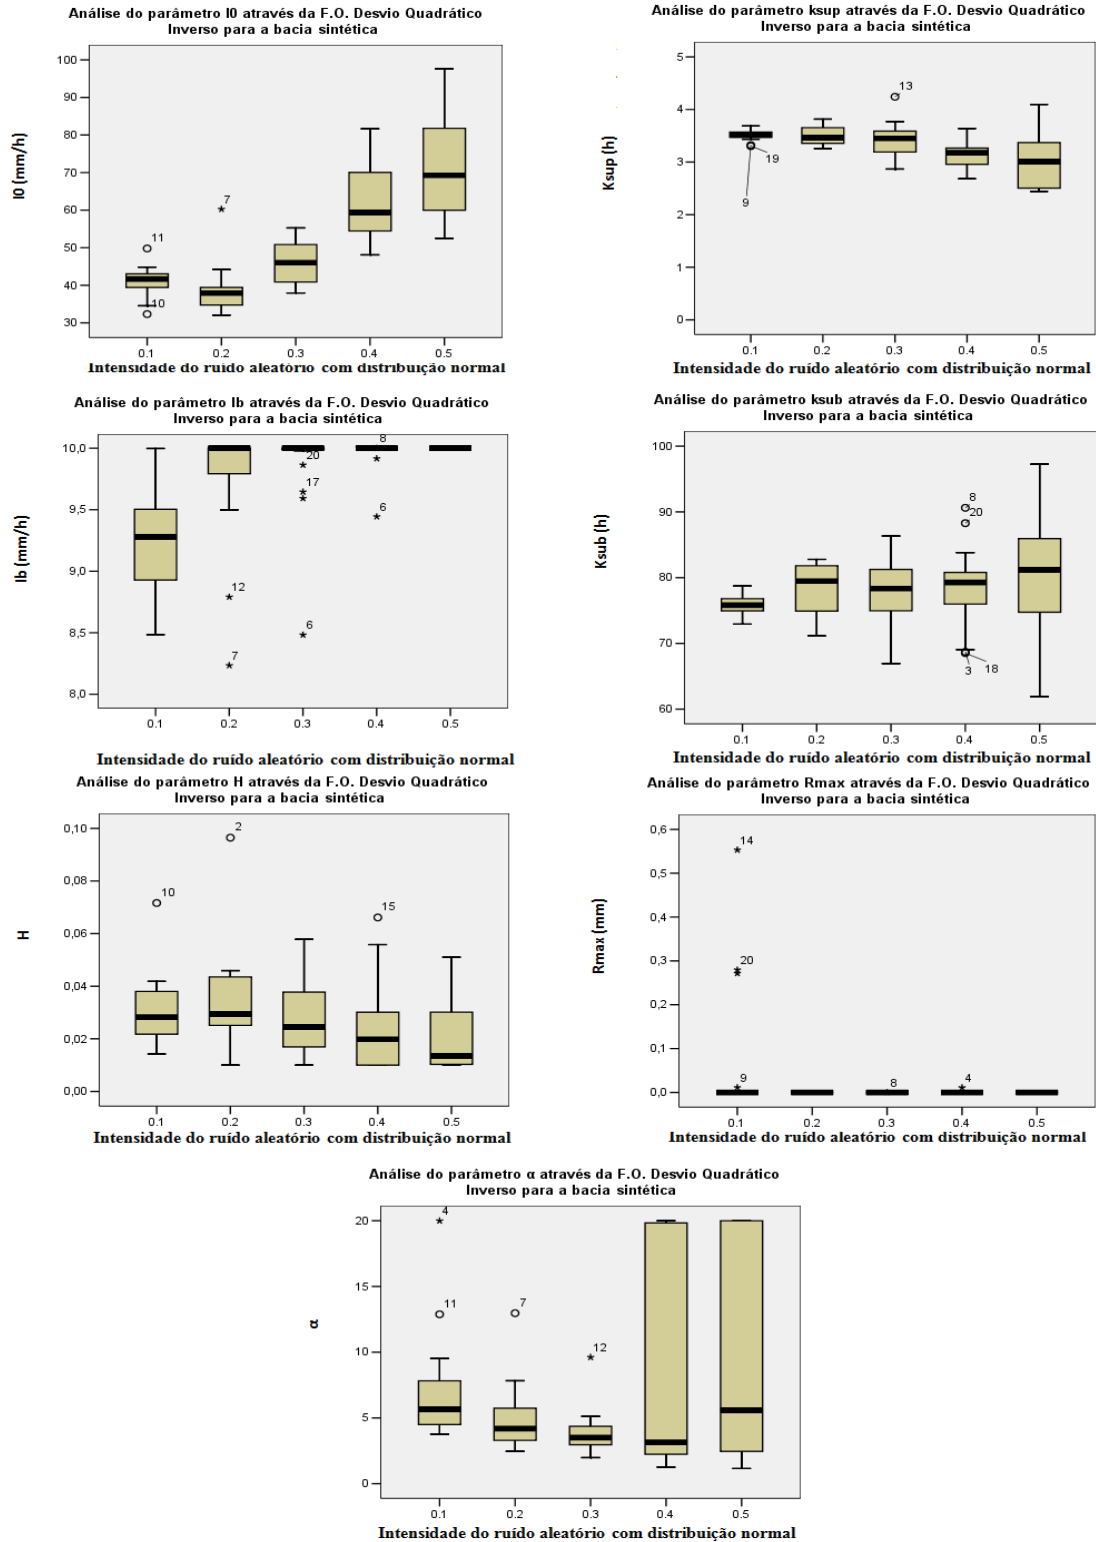 Análise do parâmetro I0 através da F.O. Desvio Quadrático
Inverso para a bacia sintética
I0 (mm/h)
100
90
80
70
60
50
40
30
11
10
7
0.1 0.2 0.3 0.4 0.5
Intensidade do ruído aleatório com distribuição normal
Análise do parâmetro ksup através da F.O. Desvio Quadrático
Inverso para a bacia sintética
Ksup (h)
5
4
3
2
1
0
13
19
9
0.1 0.2 0.3 0.4 0.5
Intensidade do ruído aleatório com distribuição normal
Análise do parâmetro Ib através da F.O. Desvio Quadrático
Inverso para a bacia sintética
Ib (mm/h)
10,0
9,5
9,0
8,5
8,0
8
20
17
6
12
6
7
0.1 0.2 0.3 0.4 0.5
Intensidade do ruído aleatório com distribuição normal
Análise do parâmetro ksub através da F.O. Desvio Quadrático
Inverso para a bacia sintética
Ksub (h)
100
90
80
70
60
8
20
3
18
0.1 0.2 0.3 0.4 0.5
Intensidade do ruído aleatório com distribuição normal
Análise do parâmetro H através da F.O. Desvio Quadrático
Inverso para a bacia sintética
H
0,10
0,08
0,06
0,04
0,02
0,00
2
10
15
0.1 0.2 0.3 0.4 0.5
Intensidade do ruído aleatório com distribuição normal
Análise do parâmetro Rmax através da F.O. Desvio Quadrático
Inverso para a bacia sintética
Rmax (mm)
0,6
0,5
0,4
0,3
0,2
0,1
0,0
14
20
9
8
4
0.1 0.2 0.3 0.4 0.5
Intensidade do ruído aleatório com distribuição normal
Análise do parâmetro α através da F.O. Desvio Quadrático
Inverso para a bacia sintética
α
20
15
10
5
0
4
11
7
12
0.1 0.2 0.3 0.4 0.5
Intensidade do ruído aleatório com distribuição normal